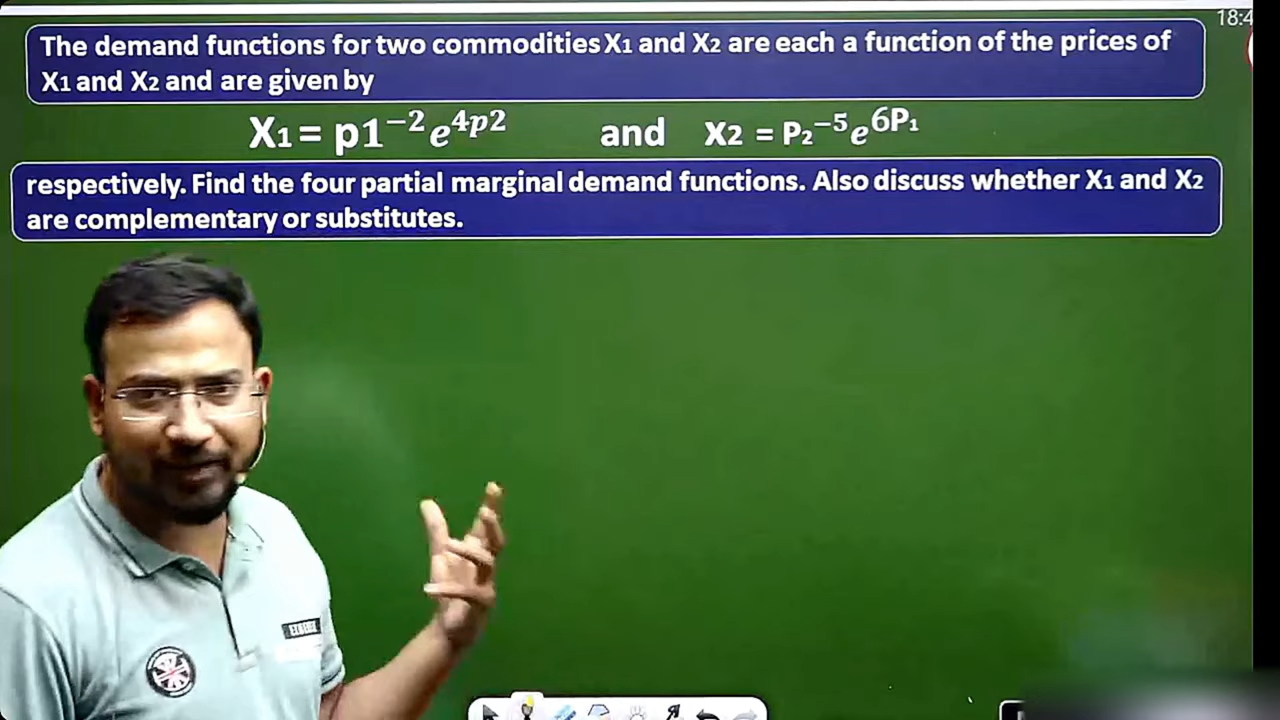 18:4
The demand functions for two commodities X₁ and X₂ are each a function of the prices of
X₁ and X₂ and are given by
X₁ = p1⁻²e⁴ᵖ² and X₂ = P₂⁻⁵e⁶ᴾ₁
respectively. Find the four partial marginal demand functions. Also discuss whether X₁ and X₂
are complementary or substitutes.